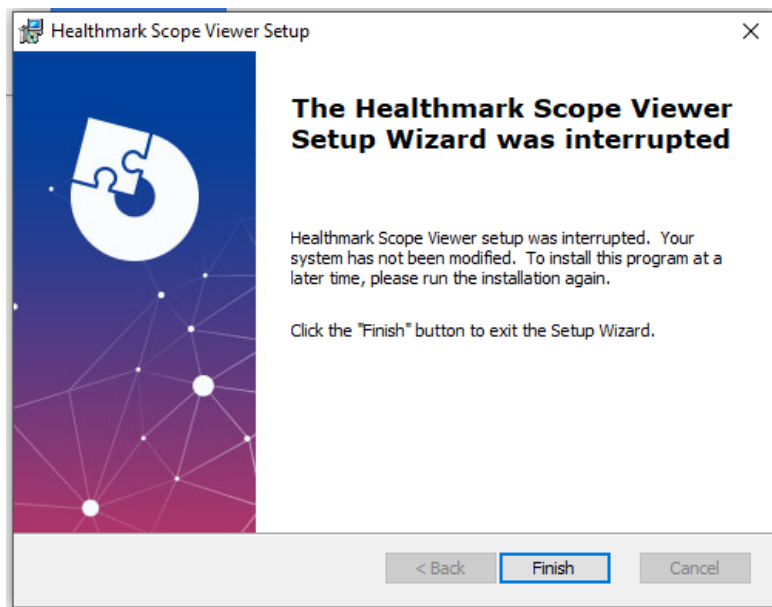 Healthmark Scope Viewer Setup
The Healthmark Scope Viewer
Setup Wizard was interrupted
Healthmark Scope Viewer setup was interrupted.  Your
system has not been modified.  To install this program at a
later time, please run the installation again.
Click the "Finish" button to exit the Setup Wizard.
< Back
Finish
Cancel